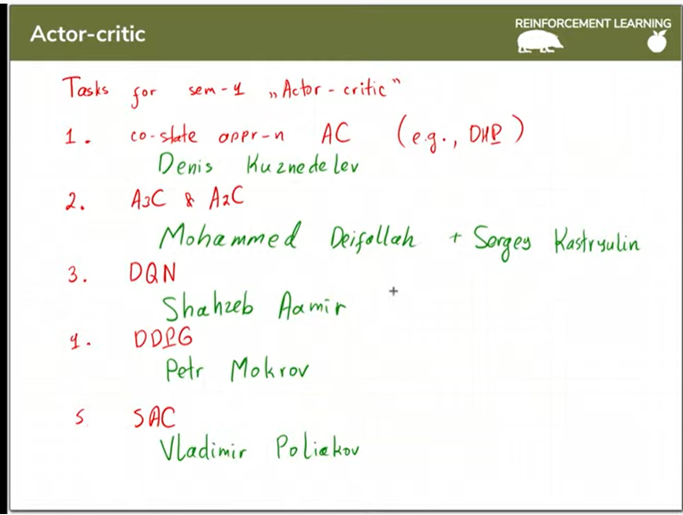 Actor-critic
REINFORCEMENT LEARNING
Tasks for sem-1 „Actor-critic"
1. co-state appr-n AC (e.g., DHP)
Denis Kuznedelev
2. A3C & A2C
Mohammed Deifallah + Sergey Kastryulin
3. DQN
Shahzeb Aamir
4. DDPG
Petr Mokrov
5 SAC
Vladimir Poliakov